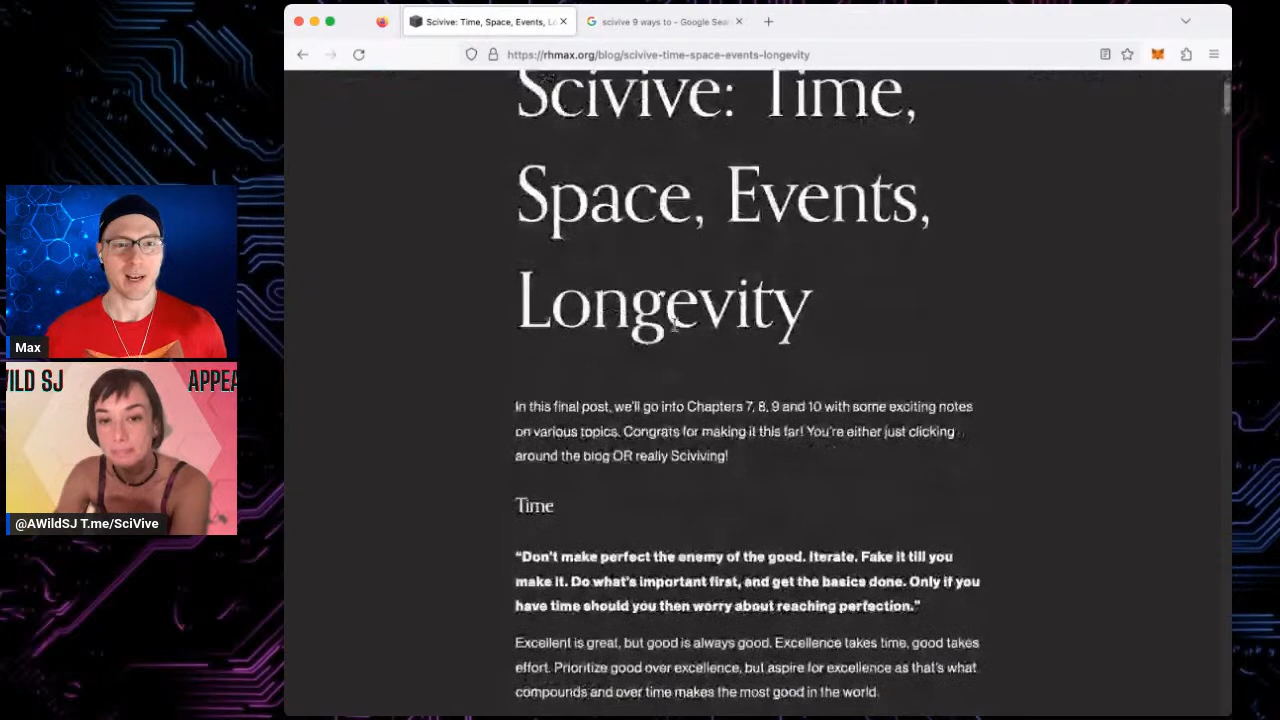 Scivive: Time, Space, Events, Lo
scivive 9 ways to - Google Sea
https://rhmax.org/blog/scivive-time-space-events-longevity
Scivive: Time,
Space, Events,
Longevity
In this final post, we'll go into Chapters 7, 8, 9 and 10 with some exciting notes
on various topics. Congrats for making it this far! You're either just clicking
around the blog OR really Sciviving!
Time
"Don't make perfect the enemy of the good. Iterate. Fake it till you
make it. Do what's important first, and get the basics done. Only if you
have time should you then worry about reaching perfection."
Excellent is great, but good is always good. Excellence takes time, good takes
effort. Prioritize good over excellence, but aspire for excellence as that's what
compounds and over time makes the most good in the world.
Max
VILD SJ
APPEA
@AWildSJ T.me/SciVive